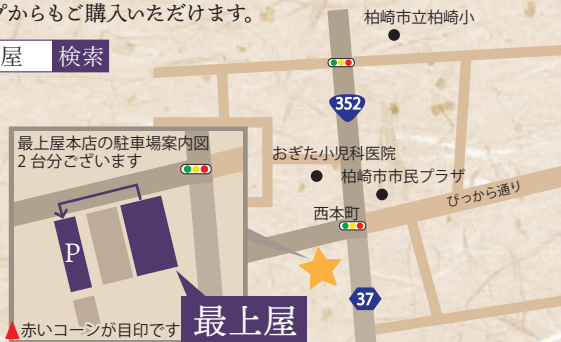 プからもご購入いただけます。
屋 検索
柏崎市立柏崎小
352
最上屋本店の駐車場案内図
2台分ございます
おぎた小児科医院
柏崎市市民プラザ
ぴっから通り
西本町
P
37
赤いコーンが目印です
最上屋